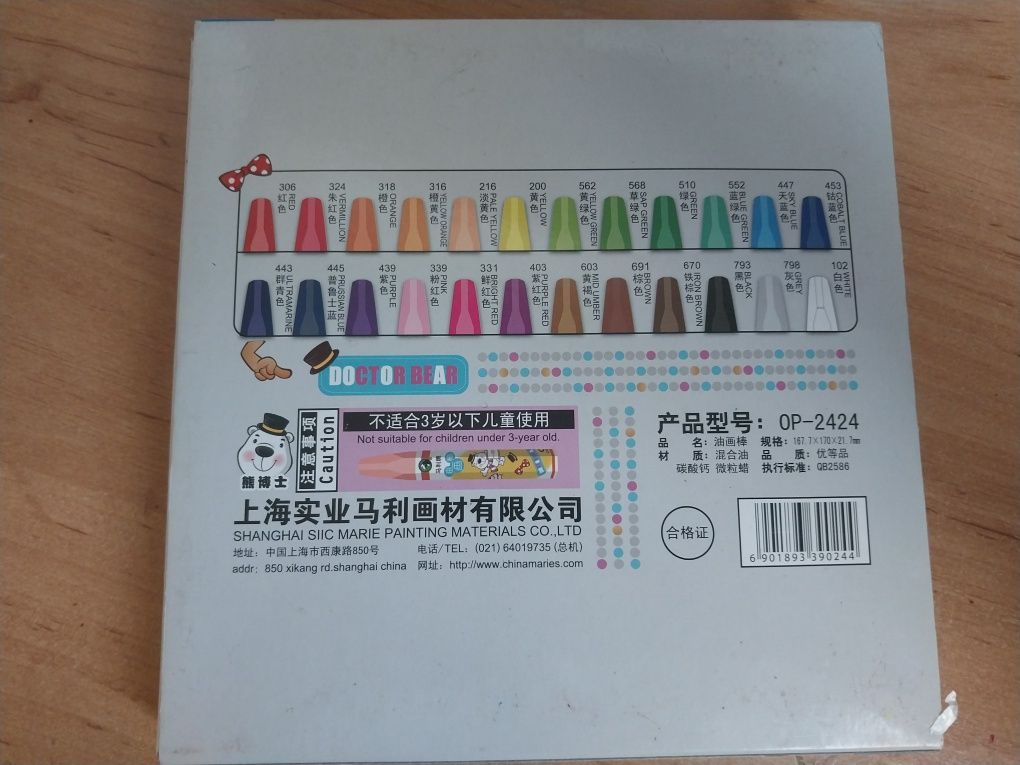 306 324 318 316 216 200 562 568 510 552 447 453
红色 朱红色 橙色 橙黄色 淡黄色 黄色 黄绿色 草绿色 绿色 蓝绿色 天蓝色 钴蓝色
RED VERMILLION ORANGE YELLOW ORANGE PALE YELLOW YELLOW YELLOW GREEN SAP GREEN GREEN BLUE GREEN SKY BLUE COBALT BLUE
443 445 439 339 331 403 603 691 670 793 798 102
群青色 普鲁士蓝 紫色 粉红色 鲜红色 紫红色 黄褐色 棕色 铁棕色 黑色 灰色 白色
ULTRAMARINE PRUSSIAN BLUE PURPLE PINK BRIGHT RED PURPLE RED MID UMBER BROWN IRON BROWN BLACK GREY WHITE
DOCTOR BEAR
熊博士
注意事项
Caution
不适合3岁以下儿童使用
Not suitable for children under 3-year old.
上海实业马利画材有限公司
SHANGHAI SIIC MARIE PAINTING MATERIALS CO.,LTD
地址: 中国上海市西康路850号 电话/TEL: (021) 64019735 (总机)
addr: 850 xikang rd.shanghai china 网址: http://www.chinamaries.com
产品型号: OP-2424
品 名: 油画棒 规格: 167.7×170×21.7mm
材 质: 混合油 品 质: 优等品
碳酸钙 微粒蜡 执行标准: QB2586
合格证
6 901893 390244